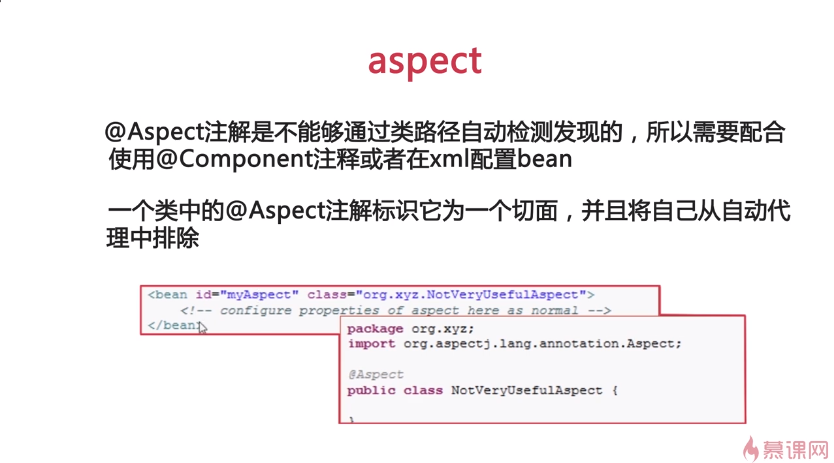 aspect
@Aspect注解是不能够通过类路径自动检测发现的，所以需要配合
使用@Component注释或者在xml配置bean
一个类中的@Aspect注解标识它为一个切面，并且将自己从自动代
理中排除
<bean id="myAspect" class="org.xyz.NotVeryUsefulAspect">
<!-- configure properties of aspect here as normal -->
</bean>
package org.xyz;
import org.aspectj.lang.annotation.Aspect;
@Aspect
public class NotVeryUsefulAspect {
}
慕课网